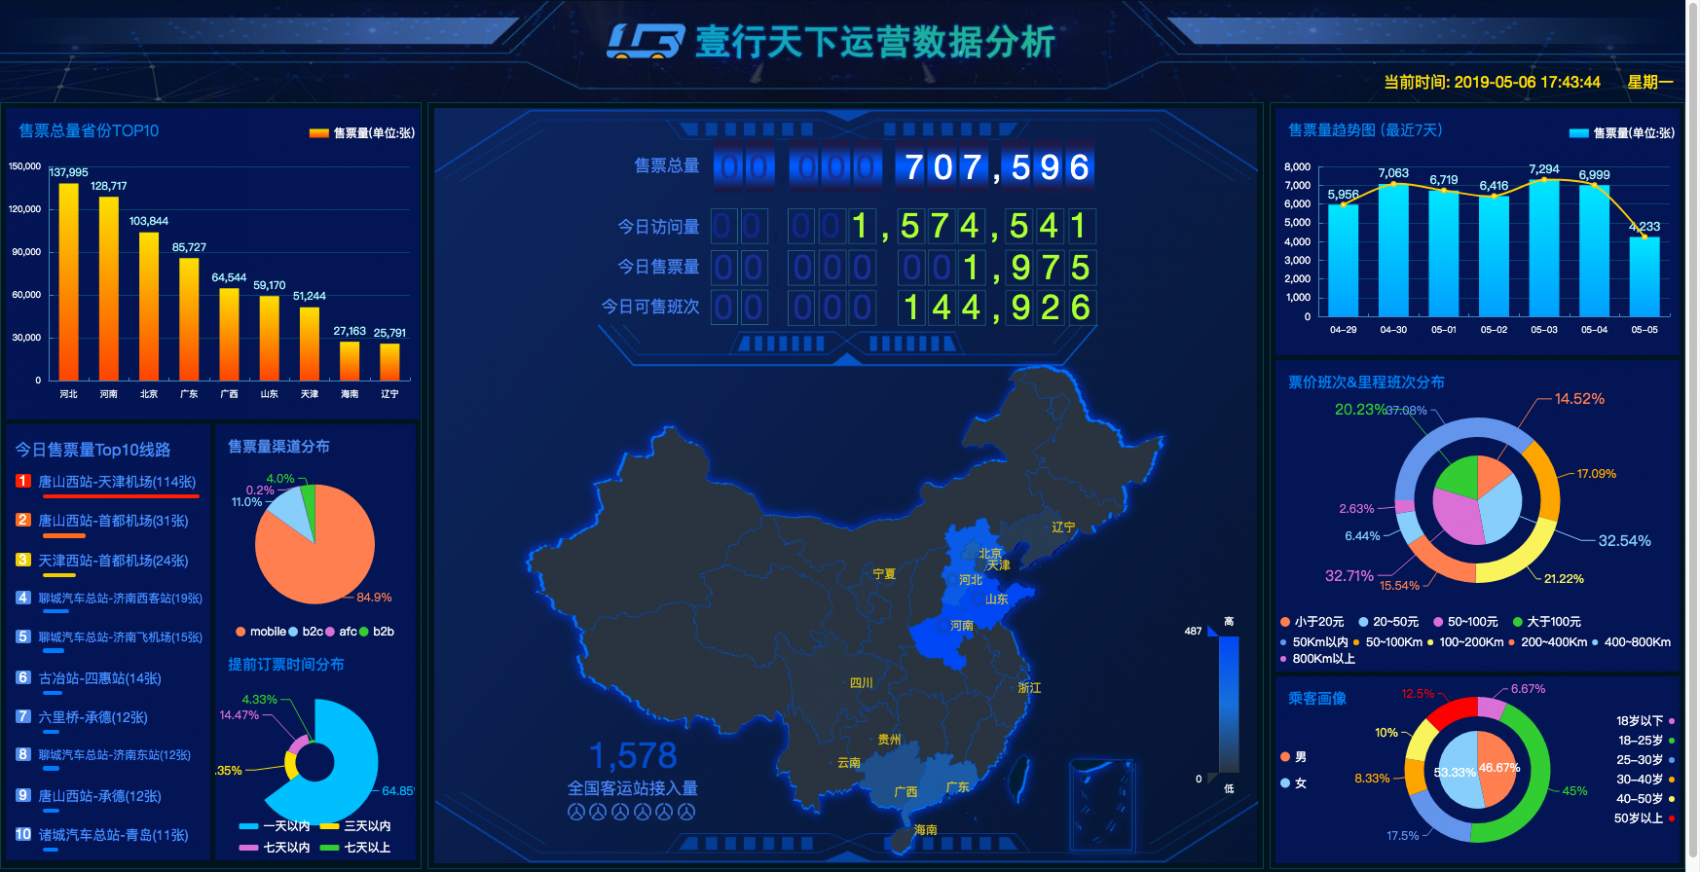 壹行天下运营数据分析
当前时间: 2019-05-06 17:43:44 星期一
售票总量省份TOP10
售票量(单位:张)
150,000
120,000
90,000
60,000
30,000
0
137,995
128,717
103,844
85,727
64,544
59,170
51,244
27,163
25,791
河北 河南 北京 广东 广西 山东 天津 海南 辽宁
今日售票量Top10线路
1 唐山西站-天津机场(114张)
2 唐山西站-首都机场(31张)
3 天津西站-首都机场(24张)
4 聊城汽车总站-济南西客站(19张)
5 聊城汽车总站-济南飞机场(15张)
6 古冶站-四惠站(14张)
7 六里桥-承德(12张)
8 聊城汽车总站-济南东站(12张)
9 唐山西站-承德(12张)
10 诸城汽车总站-青岛(11张)
售票量渠道分布
4.0%
0.2%
11.0%
84.9%
mobile b2c afc b2b
提前订票时间分布
4.33%
14.47%
.35%
64.85
一天以内 三天以内
七天以内 七天以上
售票总量 00 000 707,596
今日访问量 00 001,574,541
今日售票量 00 000 001,975
今日可售班次 00 000 144,926
辽宁
北京
天津
宁夏
河北
山东
河南
四川
浙江
贵州
云南
广西
广东
海南
1,578
全国客运站接入量
高
487
0
低
售票量趋势图 (最近7天)
售票量(单位:张)
8,000
7,000
6,000
5,000
4,000
3,000
2,000
1,000
0
5,956
7,063
6,719
6,416
7,294
6,999
4,233
04-29 04-30 05-01 05-02 05-03 05-04 05-05
票价班次&里程班次分布
14.52%
20.23%
37.08%
17.09%
2.63%
6.44%
32.54%
32.71%
15.54%
21.22%
小于20元 20~50元 50~100元 大于100元
50Km以内 50~100Km 100~200Km 200~400Km 400~800Km
800Km以上
乘客画像
12.5%
6.67%
10%
8.33%
53.33%
46.67%
45%
17.5%
男
女
18岁以下
18-25岁
25-30岁
30-40岁
40-50岁
50岁以上